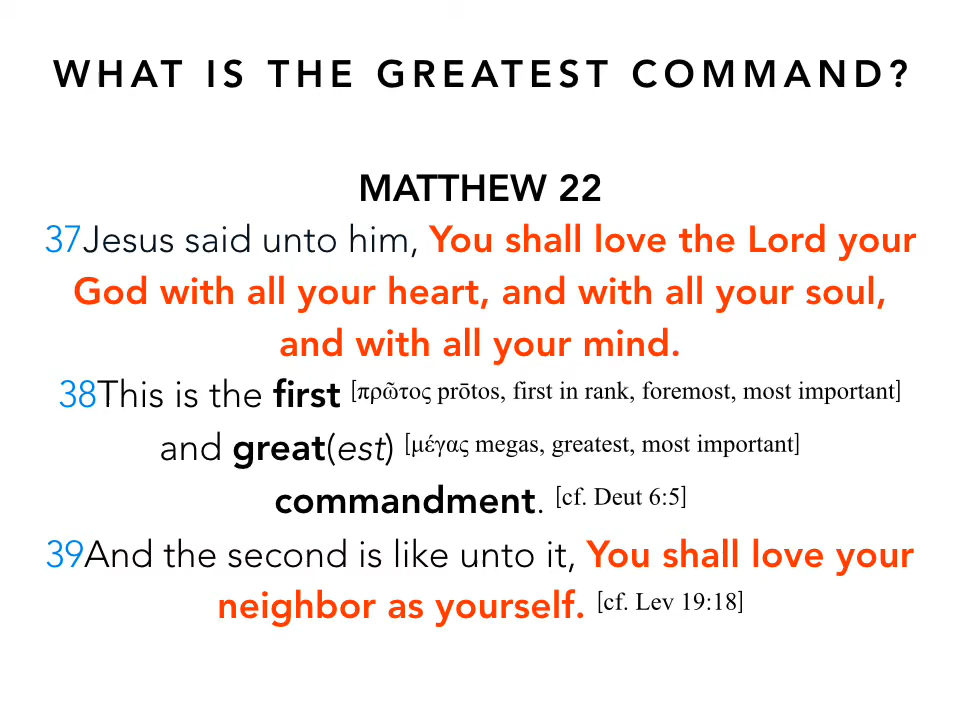 WHAT IS THE GREATEST COMMAND?
MATTHEW 22
37Jesus said unto him, You shall love the Lord your
God with all your heart, and with all your soul,
and with all your mind.
38This is the first [πρῶτος prōtos, first in rank, foremost, most important]
and great(est) [μέγας megas, greatest, most important]
commandment. [cf. Deut 6:5]
39And the second is like unto it, You shall love your
neighbor as yourself. [cf. Lev 19:18]